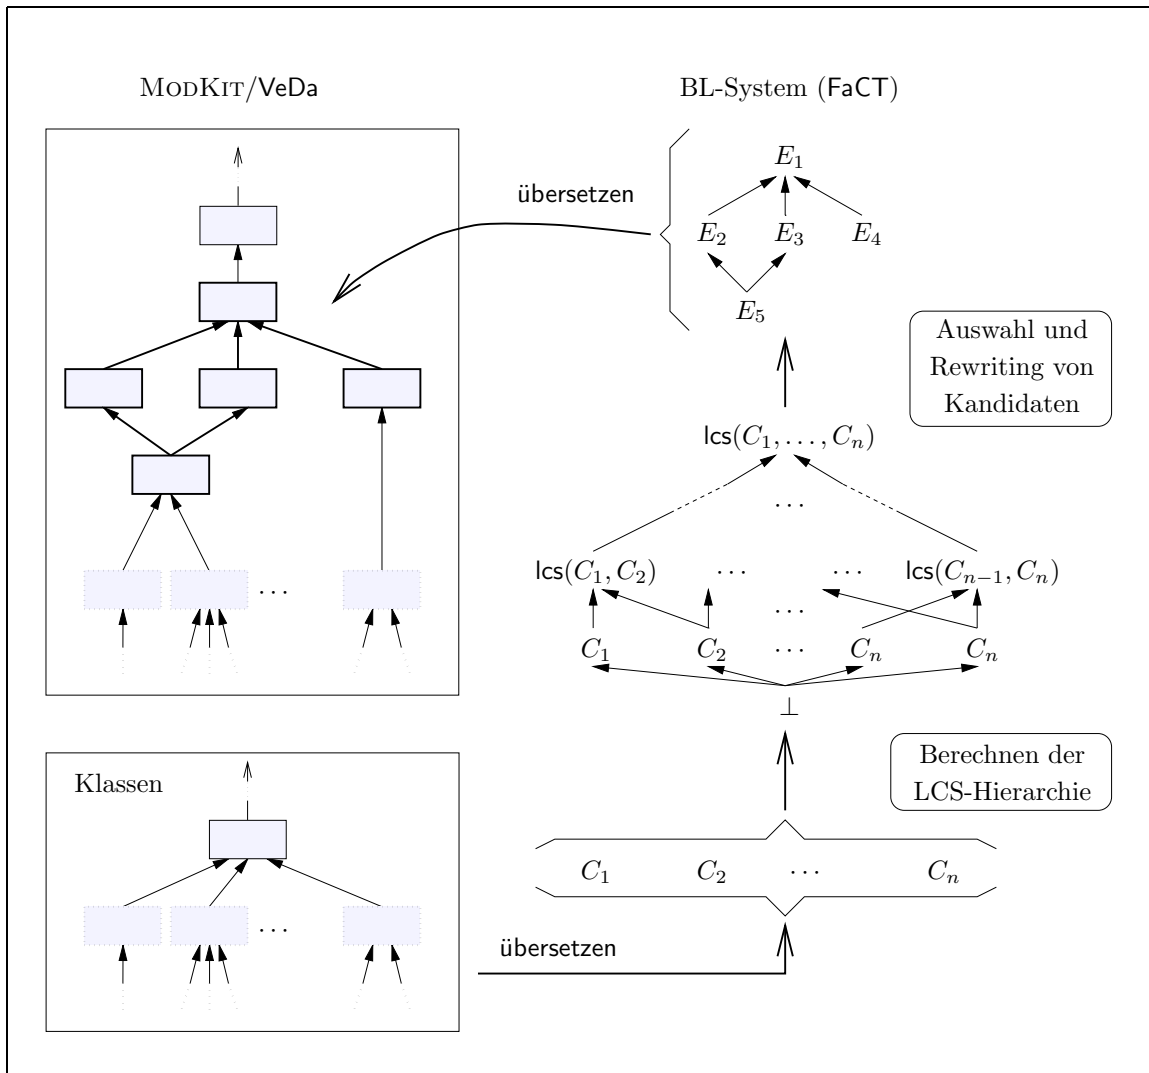 MODKIT/VeDa
BL-System (FaCT)
E₁
übersetzen
E₂ E₃ E₄
E₅
Auswahl und
Rewriting von
Kandidaten
lcs(C₁, . . . , Cₙ)
· · ·
lcs(C₁, C₂) · · · · · · lcs(Cₙ₋₁, Cₙ)
· · ·
· · ·
C₁ C₂ · · · Cₙ Cₙ
⊥
Berechnen der
LCS-Hierarchie
Klassen
C₁ C₂ · · · Cₙ
· · ·
übersetzen